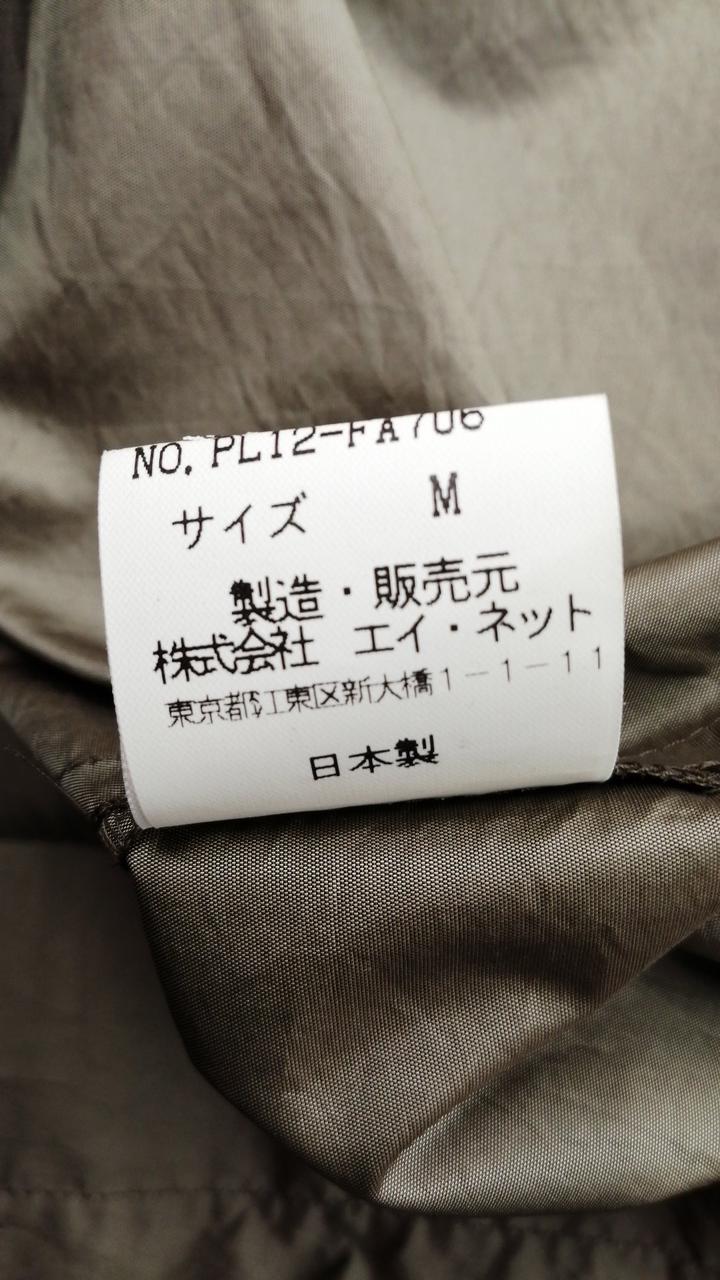 NO. PL12-FA706
サイズ M
製造・販売元
株式会社 エイ・ネット
東京都江東区新大橋1-1-11
日本製